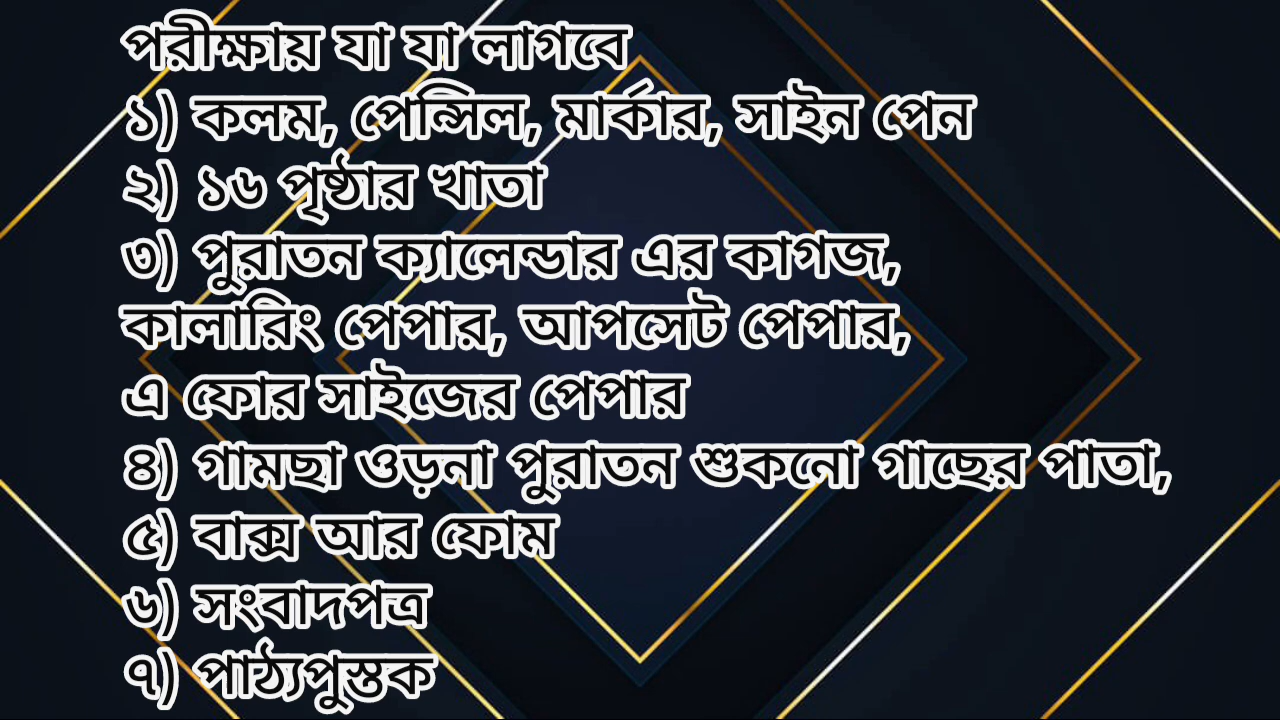 পরীক্ষায় যা যা লাগবে
১) কলম, পেন্সিল, মার্কার, সাইন পেন
২) ১৬ পৃষ্ঠার খাতা
৩) পুরাতন ক্যালেন্ডার এর কাগজ,
কালারিং পেপার, আপসেট পেপার,
এ ফোর সাইজের পেপার
৪) গামছা ওড়না পুরাতন শুকনো গাছের পাতা,
৫) বাক্স আর ফোম
৬) সংবাদপত্র
৭) পাঠ্যপুস্তক